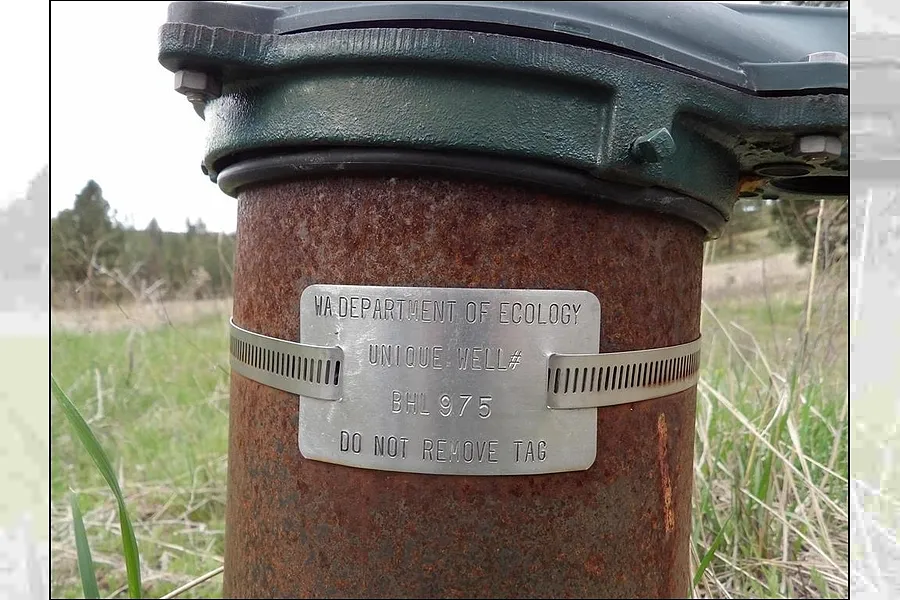 WA DEPARTMENT OF ECOLOGY
UNIQUE WELL#
BHL 975
DO NOT REMOVE TAG